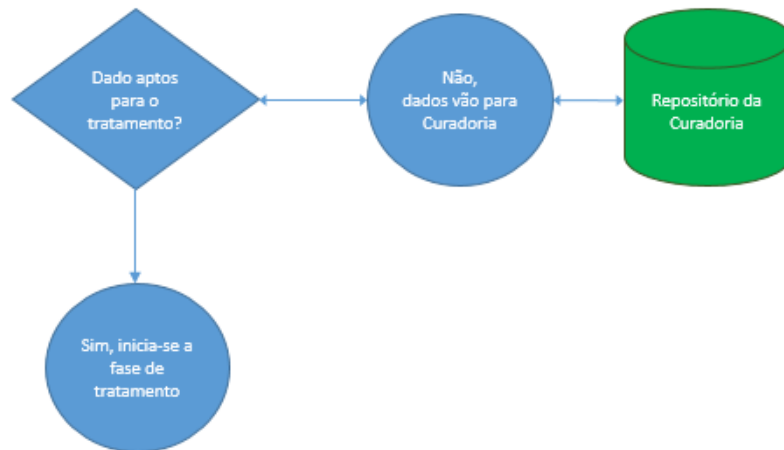 Dado aptos
para o
tratamento?
Não,
dados vão para
Curadoria
Repositório da
Curadoria
Sim, inicia-se a
fase de
tratamento